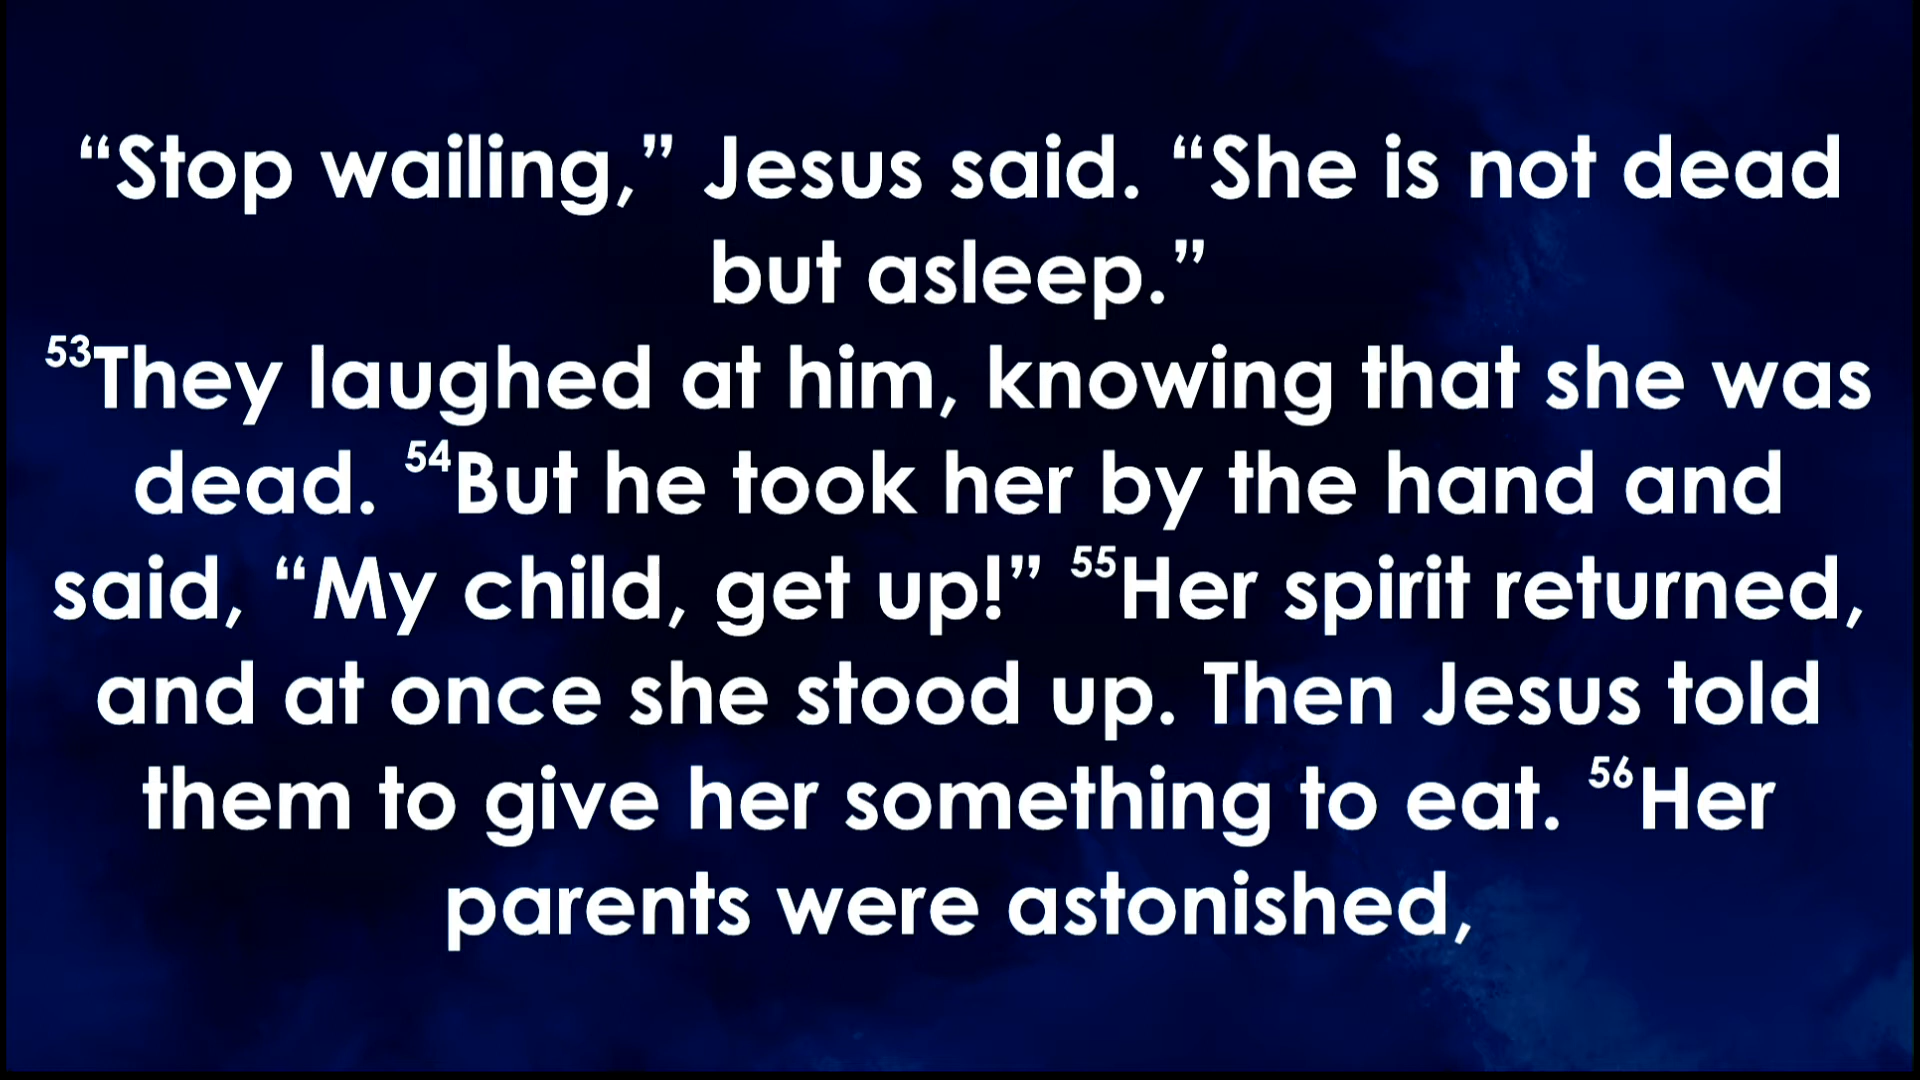 “Stop wailing,” Jesus said. “She is not dead
but asleep.”
⁵³They laughed at him, knowing that she was
dead. ⁵⁴But he took her by the hand and
said, “My child, get up!” ⁵⁵Her spirit returned,
and at once she stood up. Then Jesus told
them to give her something to eat. ⁵⁶Her
parents were astonished,